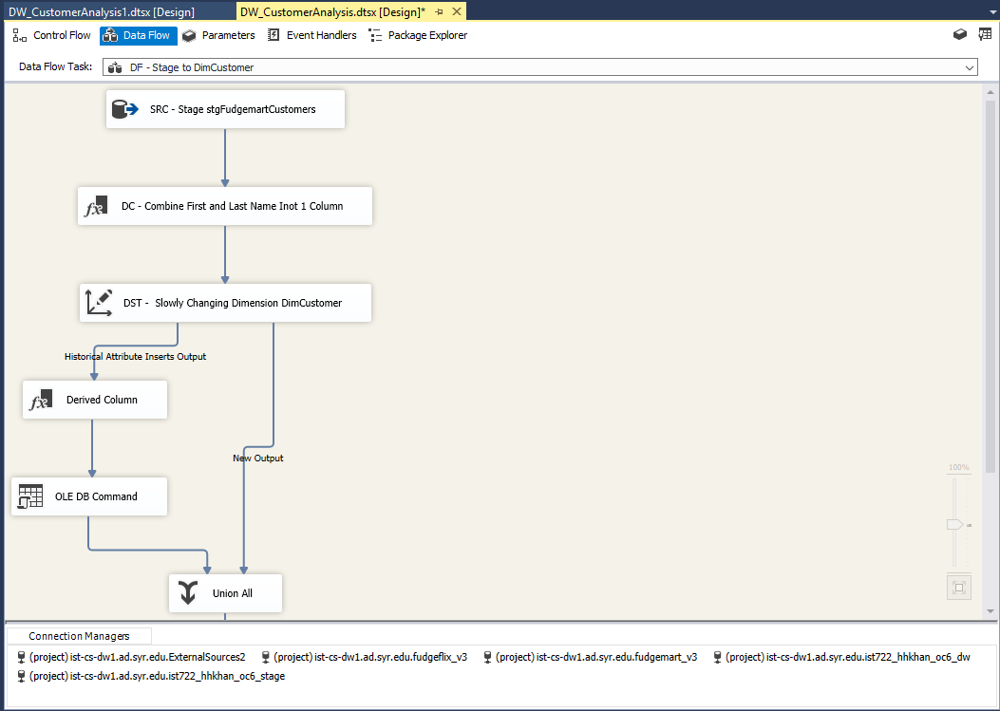 DW_CustomerAnalysis1.dtsx [Design]
DW_CustomerAnalysis.dtsx [Design]*
Control Flow
Data Flow
Parameters
Event Handlers
Package Explorer
Data Flow Task:
DF - Stage to DimCustomer
SRC - Stage stgFudgemartCustomers
DC - Combine First and Last Name Inot 1 Column
DST -  Slowly Changing Dimension DimCustomer
Historical Attribute Inserts Output
Derived Column
New Output
100%
OLE DB Command
Union All
Connection Managers
(project) ist-cs-dw1.ad.syr.edu.ExternalSources2
(project) ist-cs-dw1.ad.syr.edu.fudgeflix_v3
(project) ist-cs-dw1.ad.syr.edu.fudgemart_v3
(project) ist-cs-dw1.ad.syr.edu.ist722_hhkhan_oc6_dw
(project) ist-cs-dw1.ad.syr.edu.ist722_hhkhan_oc6_stage